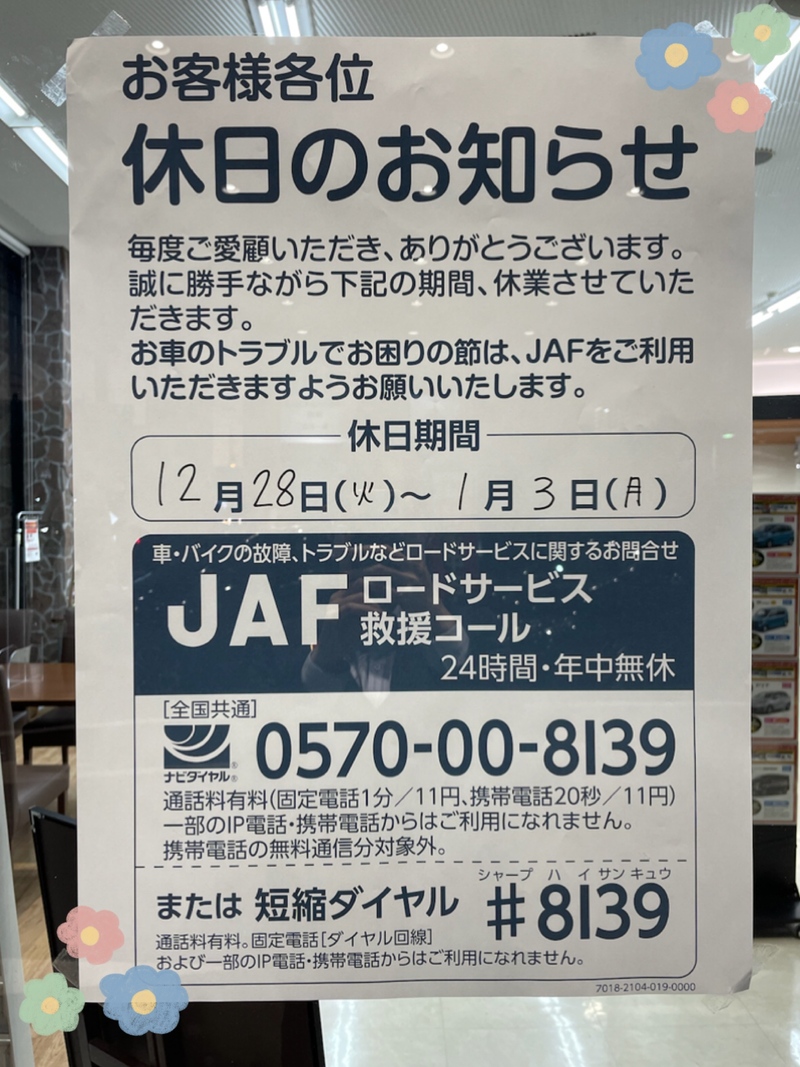 お客様各位
休日のお知らせ
毎度ご愛顧いただき、ありがとうございます。
誠に勝手ながら下記の期間、休業させていた
だきます。
お車のトラブルでお困りの節は、JAFをご利用
いただきますようお願いいたします。
休日期間
12月28日(火)〜1月3日(月)
車・バイクの故障、トラブルなどロードサービスに関するお問合せ
JAF ロードサービス
救援コール
24時間・年中無休
[全国共通]
ナビダイヤル® 0570-00-8139
通話料有料(固定電話1分/11円、携帯電話20秒/11円)
一部のIP電話・携帯電話からはご利用になれません。
携帯電話の無料通信分対象外。
シャープ ハイ サンキュウ
または 短縮ダイヤル #8139
通話料有料。固定電話[ダイヤル回線]
および一部のIP電話・携帯電話からはご利用になれません。
7018-2104-019-0000